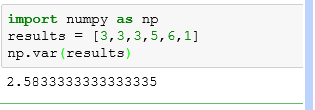 import numpy as np
results = [3,3,3,5,6,1]
np.var(results)
2.5833333333333335